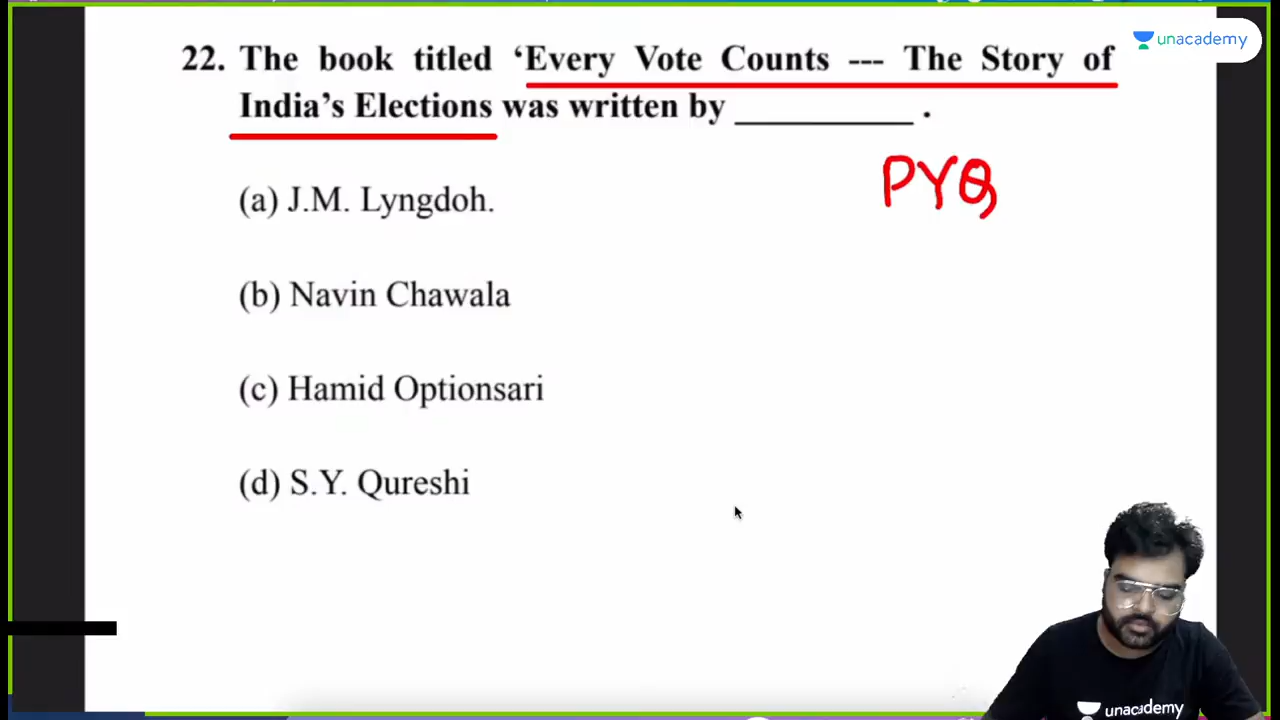 unacademy
22. The book titled ‘Every Vote Counts --- The Story of
India’s Elections was written by __________ .
PYQ
(a) J.M. Lyngdoh.
(b) Navin Chawala
(c) Hamid Optionsari
(d) S.Y. Qureshi
unacademy